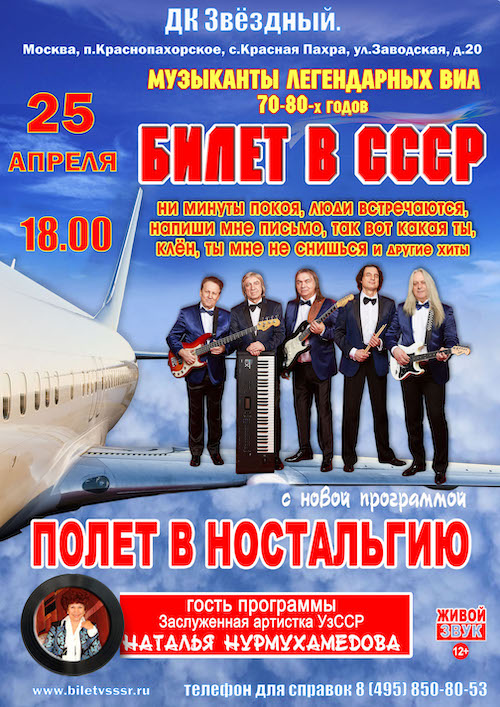 ДК Звёздный.
Москва, п.Краснопахорское, с.Красная Пахра, ул.Заводская, д.20
МУЗЫКАНТЫ ЛЕГЕНДАРНЫХ ВИА
70-80-х годов
25
АПРЕЛЯ
18.00
БИЛЕТ В СССР
НИ МИНУТЫ ПОКОЯ, ЛЮДИ ВСТРЕЧАЮТСЯ,
НАПИШИ МНЕ ПИСЬМО, ТАК ВОТ КАКАЯ ТЫ,
КЛЁН, ТЫ МНЕ НЕ СНИШЬСЯ И ДРУГИЕ ХИТЫ
с новой программой
ПОЛЕТ В НОСТАЛЬГИЮ
гость программы
Заслуженная артистка УзССР
НАТАЛЬЯ НУРМУХАМЕДОВА
ЖИВОЙ
ЗВУК
12+
www.biletvsssr.ru
телефон для справок 8 (495) 850-80-53